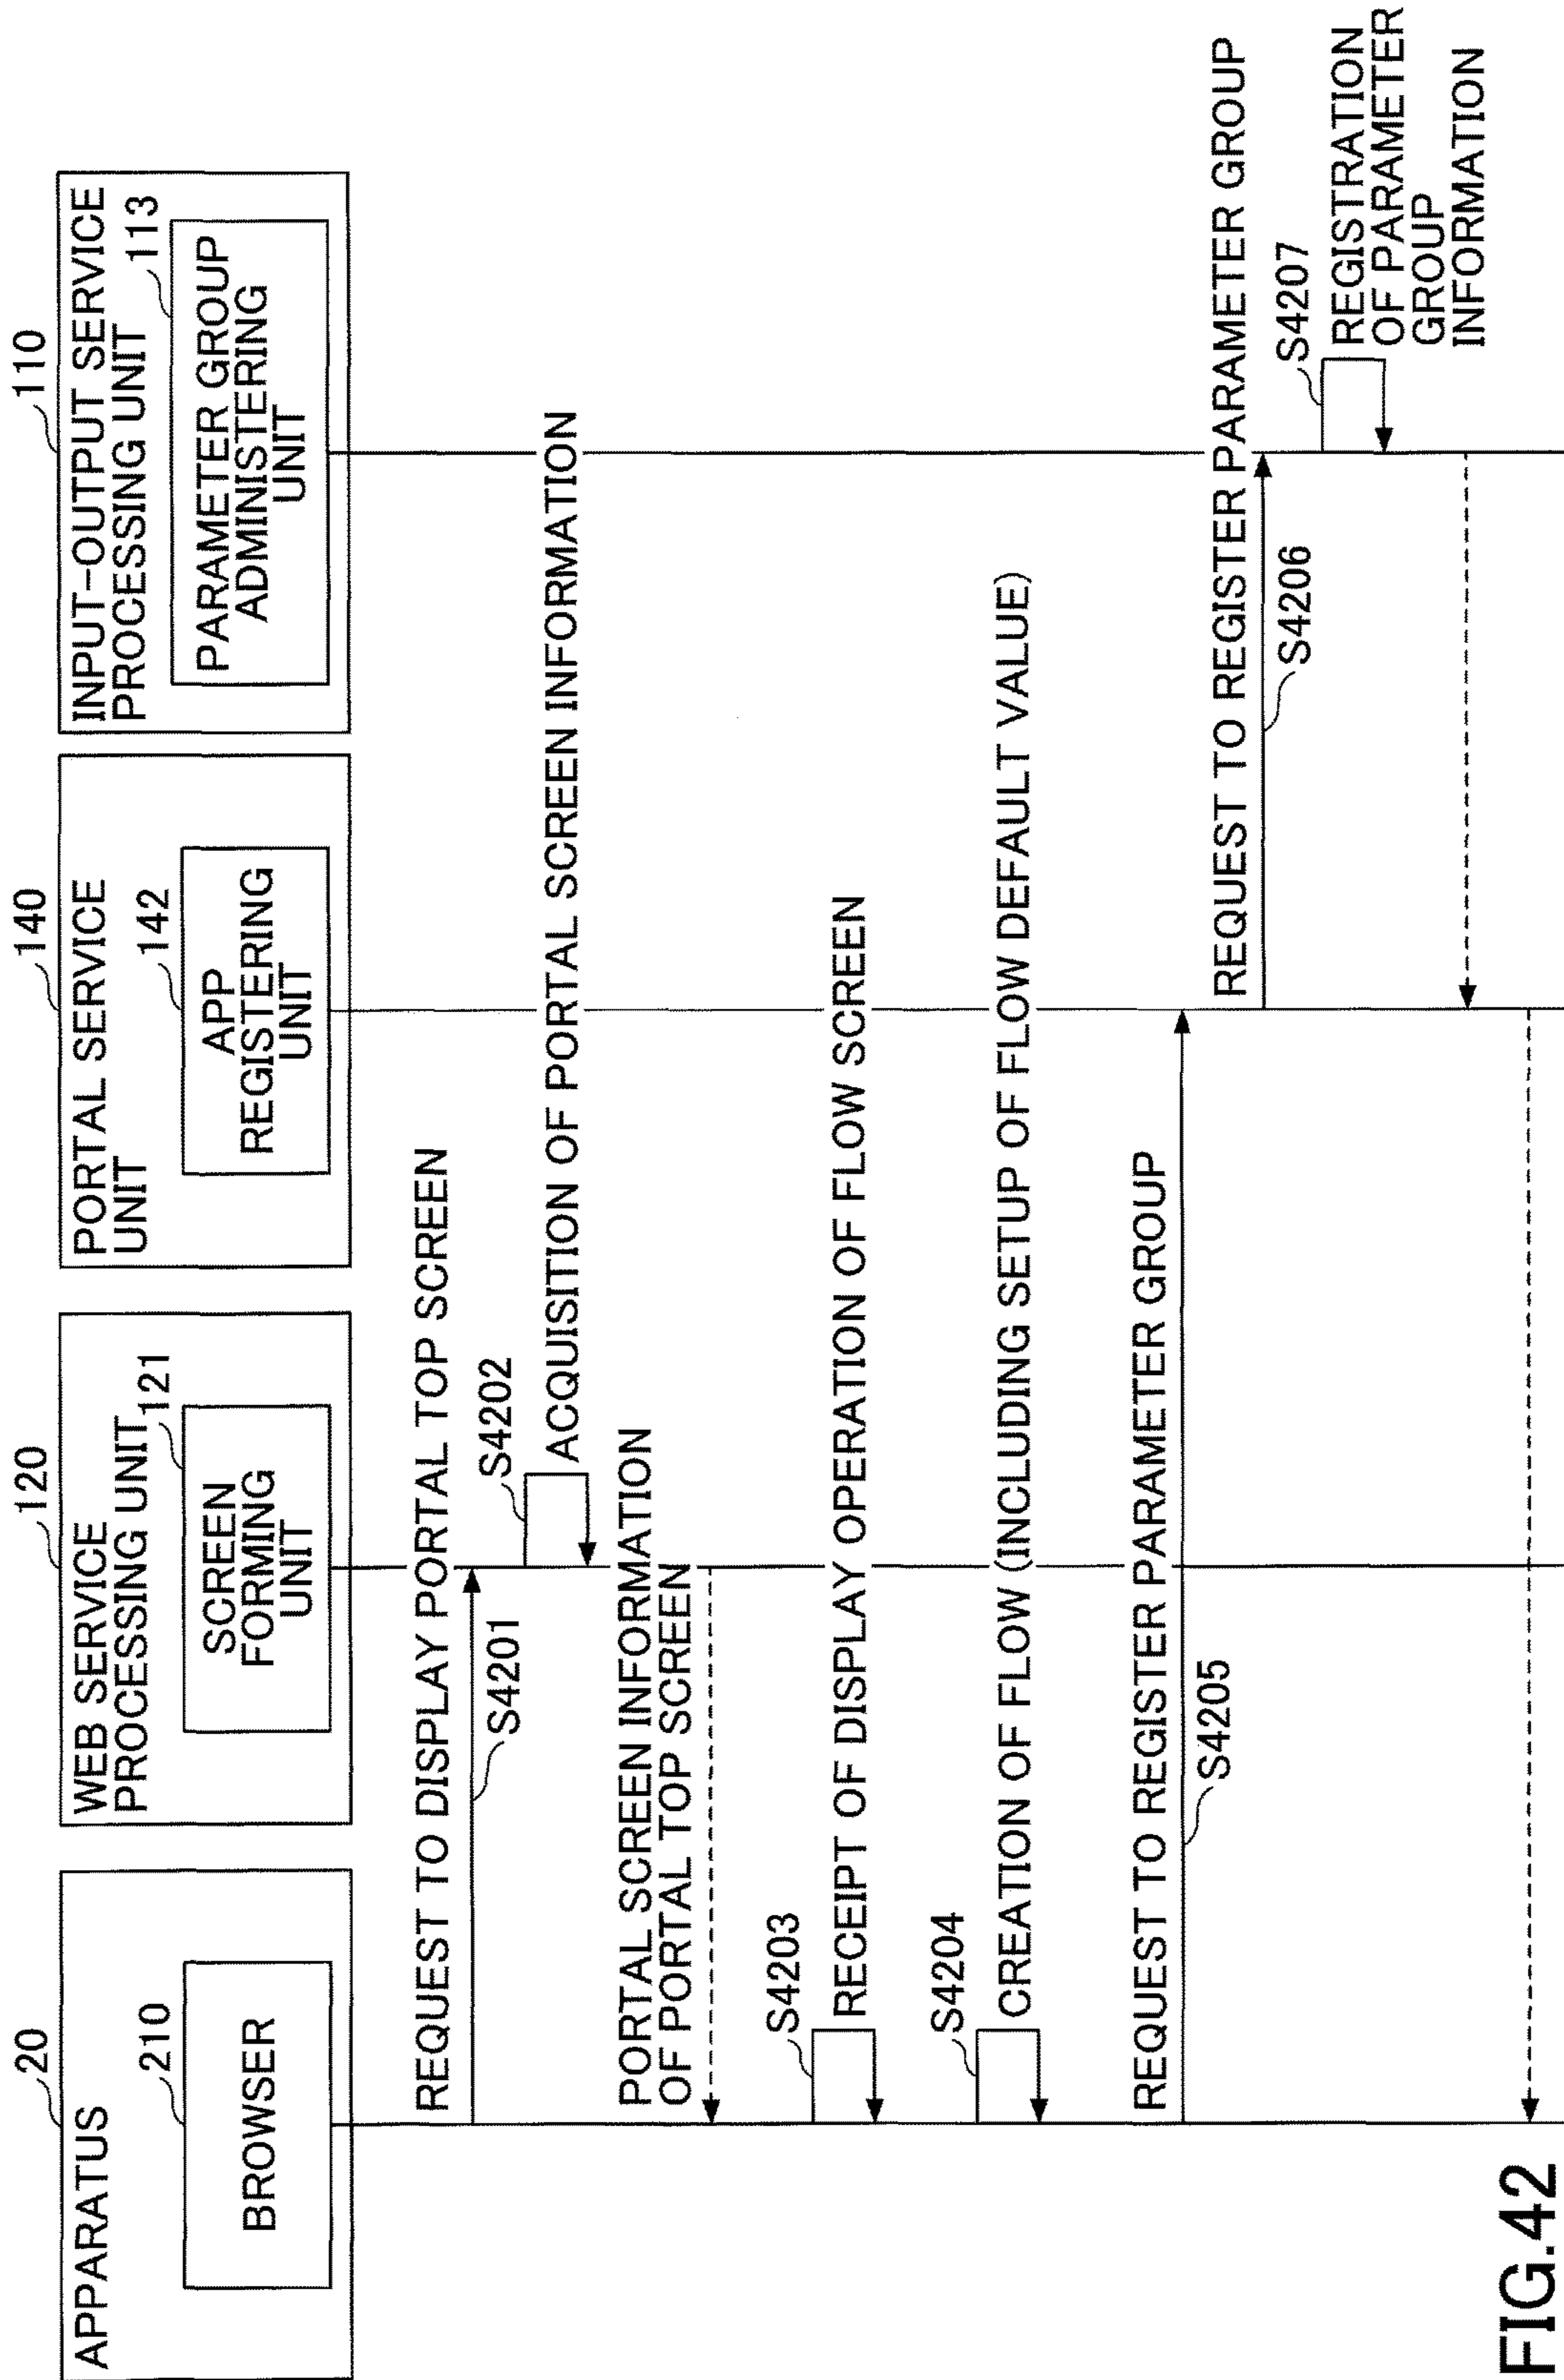 20
APPARATUS
210
BROWSER
120
WEB SERVICE
PROCESSING UNIT
121
SCREEN
FORMING
UNIT
140
PORTAL SERVICE
UNIT
142
APP
REGISTERING
UNIT
110
INPUT-OUTPUT SERVICE
PROCESSING UNIT
113
PARAMETER GROUP
ADMINISTERING
UNIT
REQUEST TO DISPLAY PORTAL TOP SCREEN
S4201
S4202
ACQUISITION OF PORTAL SCREEN INFORMATION
PORTAL SCREEN INFORMATION
OF PORTAL TOP SCREEN
S4203
RECEIPT OF DISPLAY OPERATION OF FLOW SCREEN
S4204
CREATION OF FLOW (INCLUDING SETUP OF FLOW DEFAULT VALUE)
REQUEST TO REGISTER PARAMETER GROUP
S4205
REQUEST TO REGISTER PARAMETER GROUP
S4206
S4207
REGISTRATION
OF PARAMETER
GROUP
INFORMATION
FIG.42